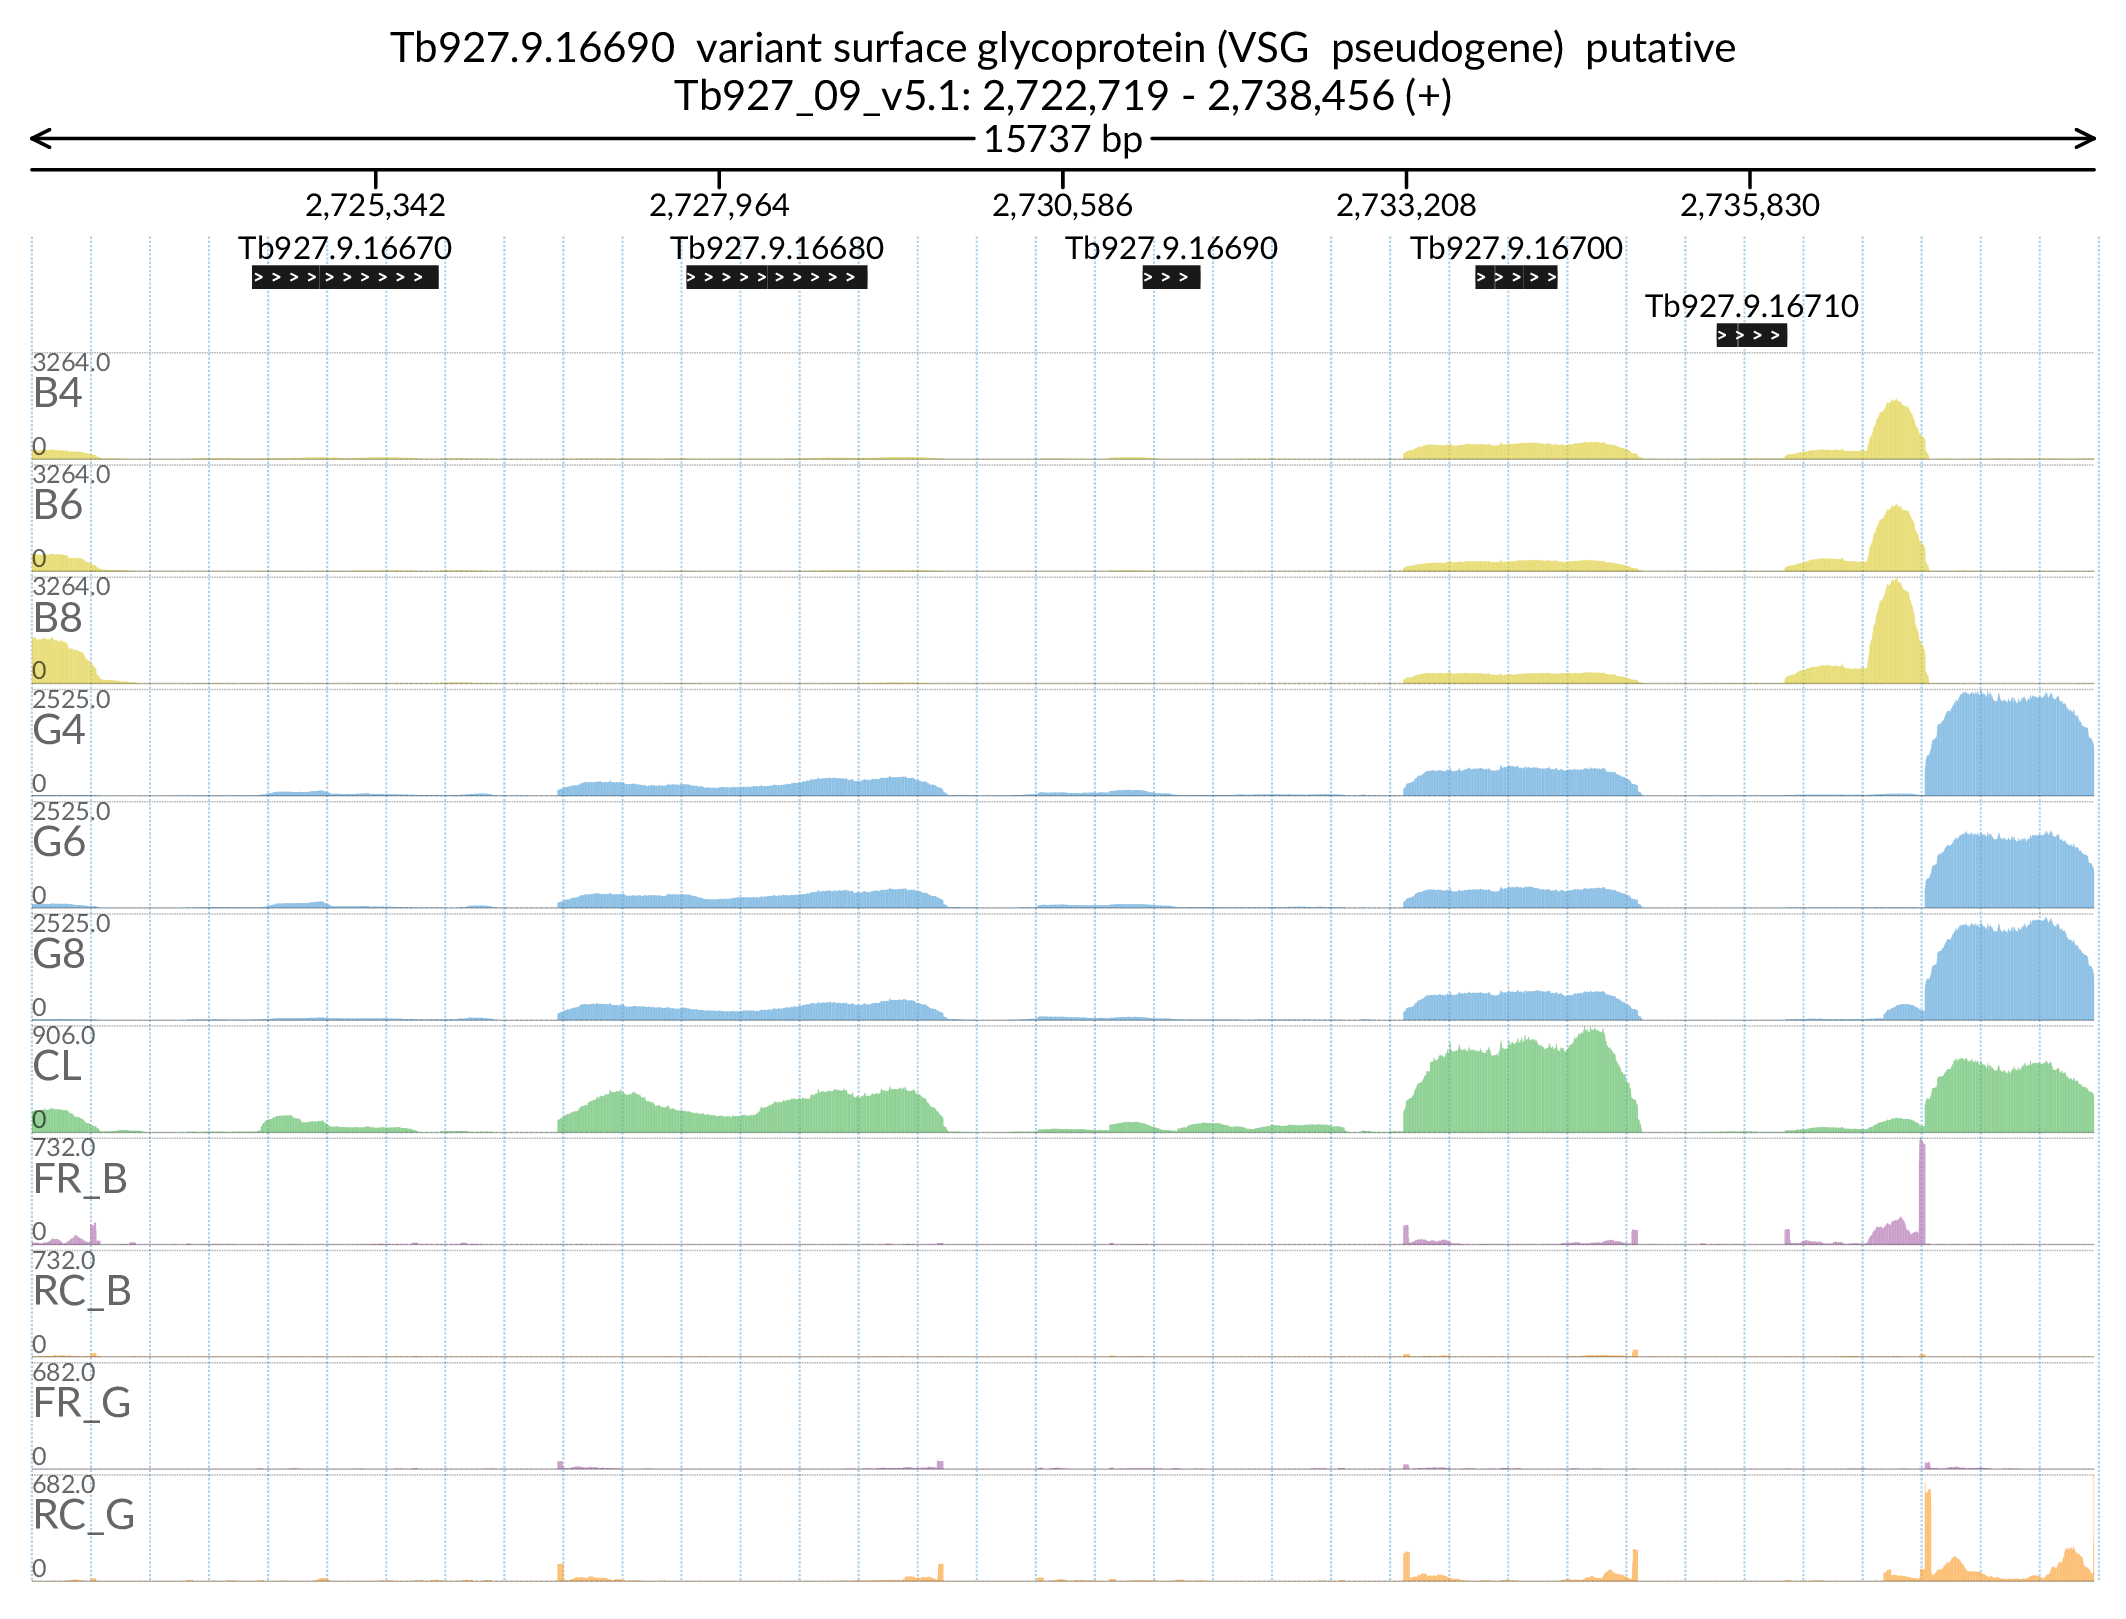 Tb927.9.16690  variant surface glycoprotein (VSG  pseudogene)  putative
Tb927_09_v5.1: 2,722,719 - 2,738,456 (+)
15737 bp
2,725,342 2,727,964 2,730,586 2,733,208 2,735,830
Tb927.9.16670 Tb927.9.16680 Tb927.9.16690 Tb927.9.16700
Tb927.9.16710
3264.0
B4
0
3264.0
B6
0
3264.0
B8
0
2525.0
G4
0
2525.0
G6
0
2525.0
G8
0
906.0
CL
0
732.0
FR_B
0
732.0
RC_B
0
682.0
FR_G
0
682.0
RC_G
0